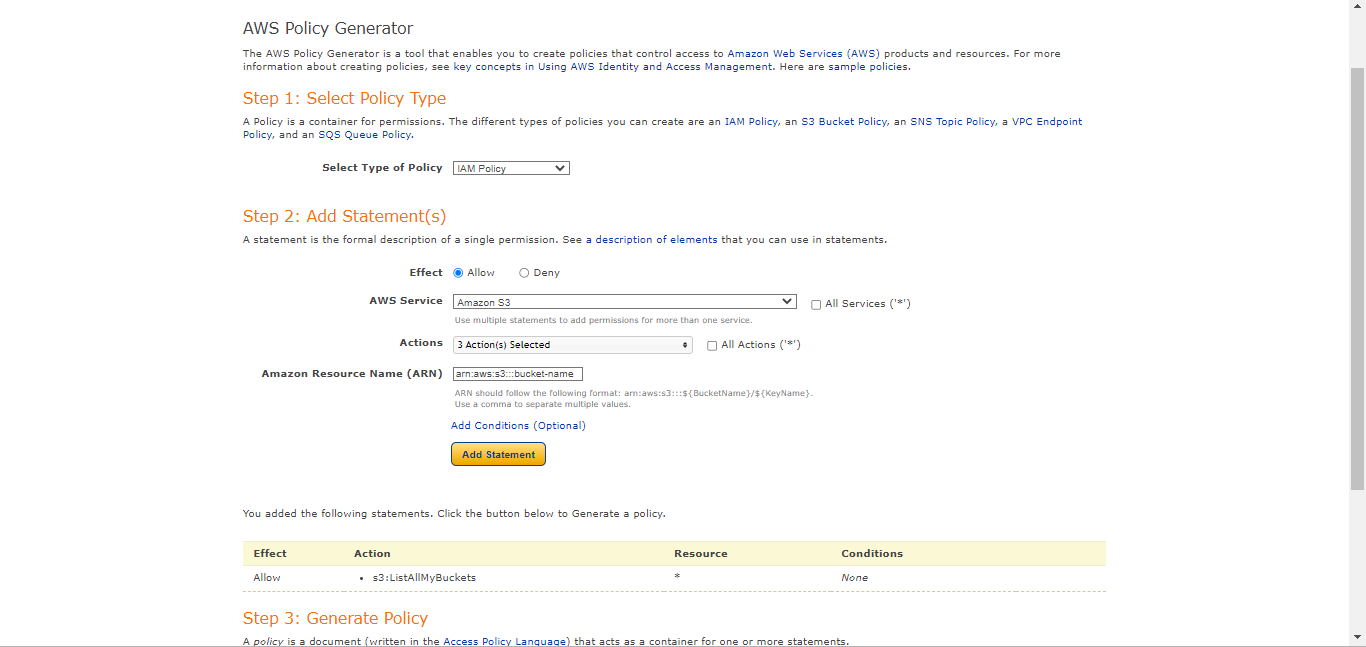 AWS Policy Generator
The AWS Policy Generator is a tool that enables you to create policies that control access to Amazon Web Services (AWS) products and resources. For more
information about creating policies, see key concepts in Using AWS Identity and Access Management. Here are sample policies.
Step 1: Select Policy Type
A Policy is a container for permissions. The different types of policies you can create are an IAM Policy, an S3 Bucket Policy, an SNS Topic Policy, a VPC Endpoint
Policy, and an SQS Queue Policy.
Select Type of Policy IAM Policy
Step 2: Add Statement(s)
A statement is the formal description of a single permission. See a description of elements that you can use in statements.
Effect Allow Deny
AWS Service Amazon S3 All Services ('*')
Use multiple statements to add permissions for more than one service.
Actions 3 Action(s) Selected All Actions ('*')
Amazon Resource Name (ARN) arn:aws:s3:::bucket-name
ARN should follow the following format: arn:aws:s3:::${BucketName}/${KeyName}.
Use a comma to separate multiple values.
Add Conditions (Optional)
Add Statement
You added the following statements. Click the button below to Generate a policy.
Effect Action Resource Conditions
Allow • s3:ListAllMyBuckets * None
Step 3: Generate Policy
A policy is a document (written in the Access Policy Language) that acts as a container for one or more statements.